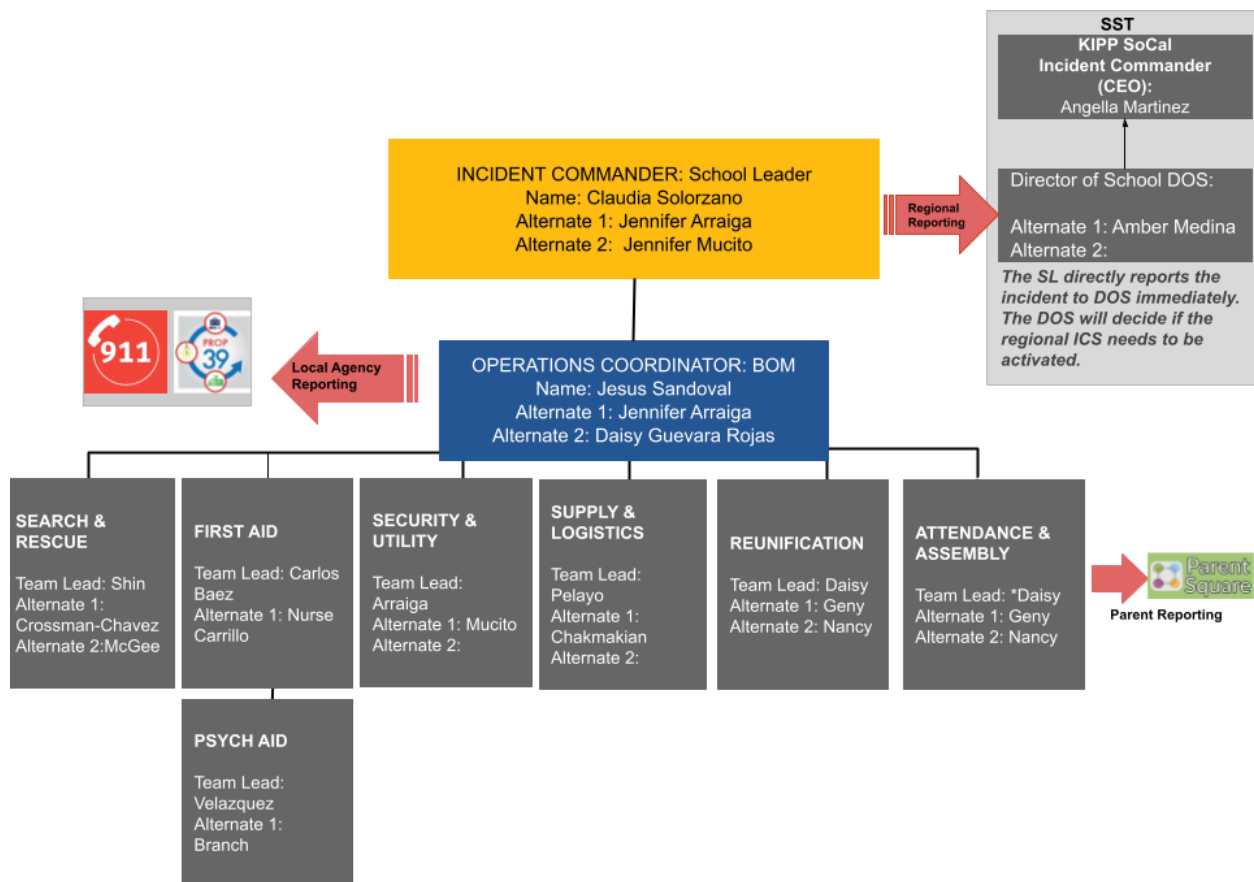 SST
KIPP SoCal
Incident Commander
(CEO):
Angella Martinez
INCIDENT COMMANDER: School Leader
Name: Claudia Solorzano
Alternate 1: Jennifer Arraiga
Alternate 2:  Jennifer Mucito
Regional
Reporting
Director of School DOS:
Alternate 1: Amber Medina
Alternate 2:
The SL directly reports the
incident to DOS immediately.
The DOS will decide if the
regional ICS needs to be
activated.
911
PROP
39
Local Agency
Reporting
OPERATIONS COORDINATOR: BOM
Name: Jesus Sandoval
Alternate 1: Jennifer Arraiga
Alternate 2: Daisy Guevara Rojas
SEARCH &
RESCUE
Team Lead: Shin
Alternate 1:
Crossman-Chavez
Alternate 2:McGee
FIRST AID
Team Lead: Carlos
Baez
Alternate 1: Nurse
Carrillo
SECURITY &
UTILITY
Team Lead:
Arraiga
Alternate 1: Mucito
Alternate 2:
SUPPLY &
LOGISTICS
Team Lead:
Pelayo
Alternate 1:
Chakmakian
Alternate 2:
REUNIFICATION
Team Lead: Daisy
Alternate 1: Geny
Alternate 2: Nancy
ATTENDANCE &
ASSEMBLY
Team Lead: *Daisy
Alternate 1: Geny
Alternate 2: Nancy
Parent
Square
Parent Reporting
PSYCH AID
Team Lead:
Velazquez
Alternate 1:
Branch